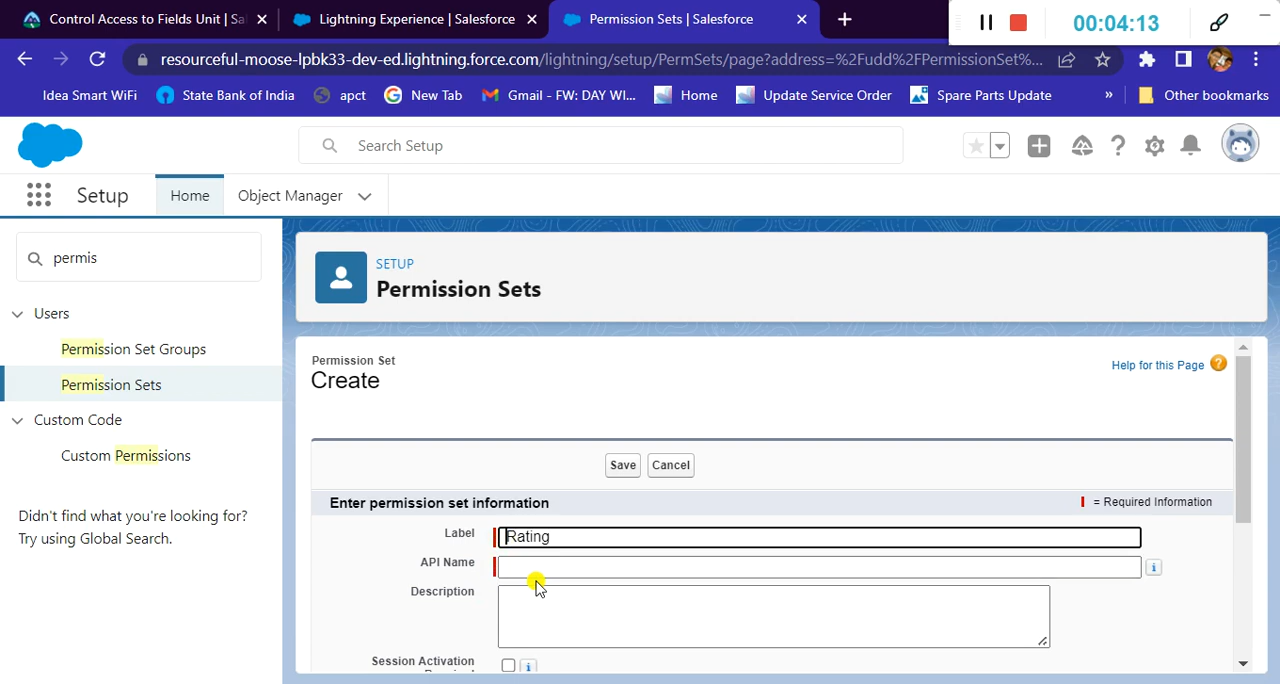 Control Access to Fields Unit | Sal
Lightning Experience | Salesforce
Permission Sets | Salesforce
00:04:13
resourceful-moose-lpbk33-dev-ed.lightning.force.com/lightning/setup/PermSets/page?address=%2Fudd%2FPermissionSet%...
Idea Smart WiFi
State Bank of India
apct
New Tab
Gmail - FW: DAY WI...
Home
Update Service Order
Spare Parts Update
»
Other bookmarks
Search Setup
Setup
Home
Object Manager
permis
SETUP
Permission Sets
Users
Permission Set Groups
Permission Sets
Custom Code
Custom Permissions
Didn't find what you're looking for?
Try using Global Search.
Permission Set
Create
Help for this Page
Save
Cancel
Enter permission set information
= Required Information
Label
Rating
API Name
Description
Session Activation